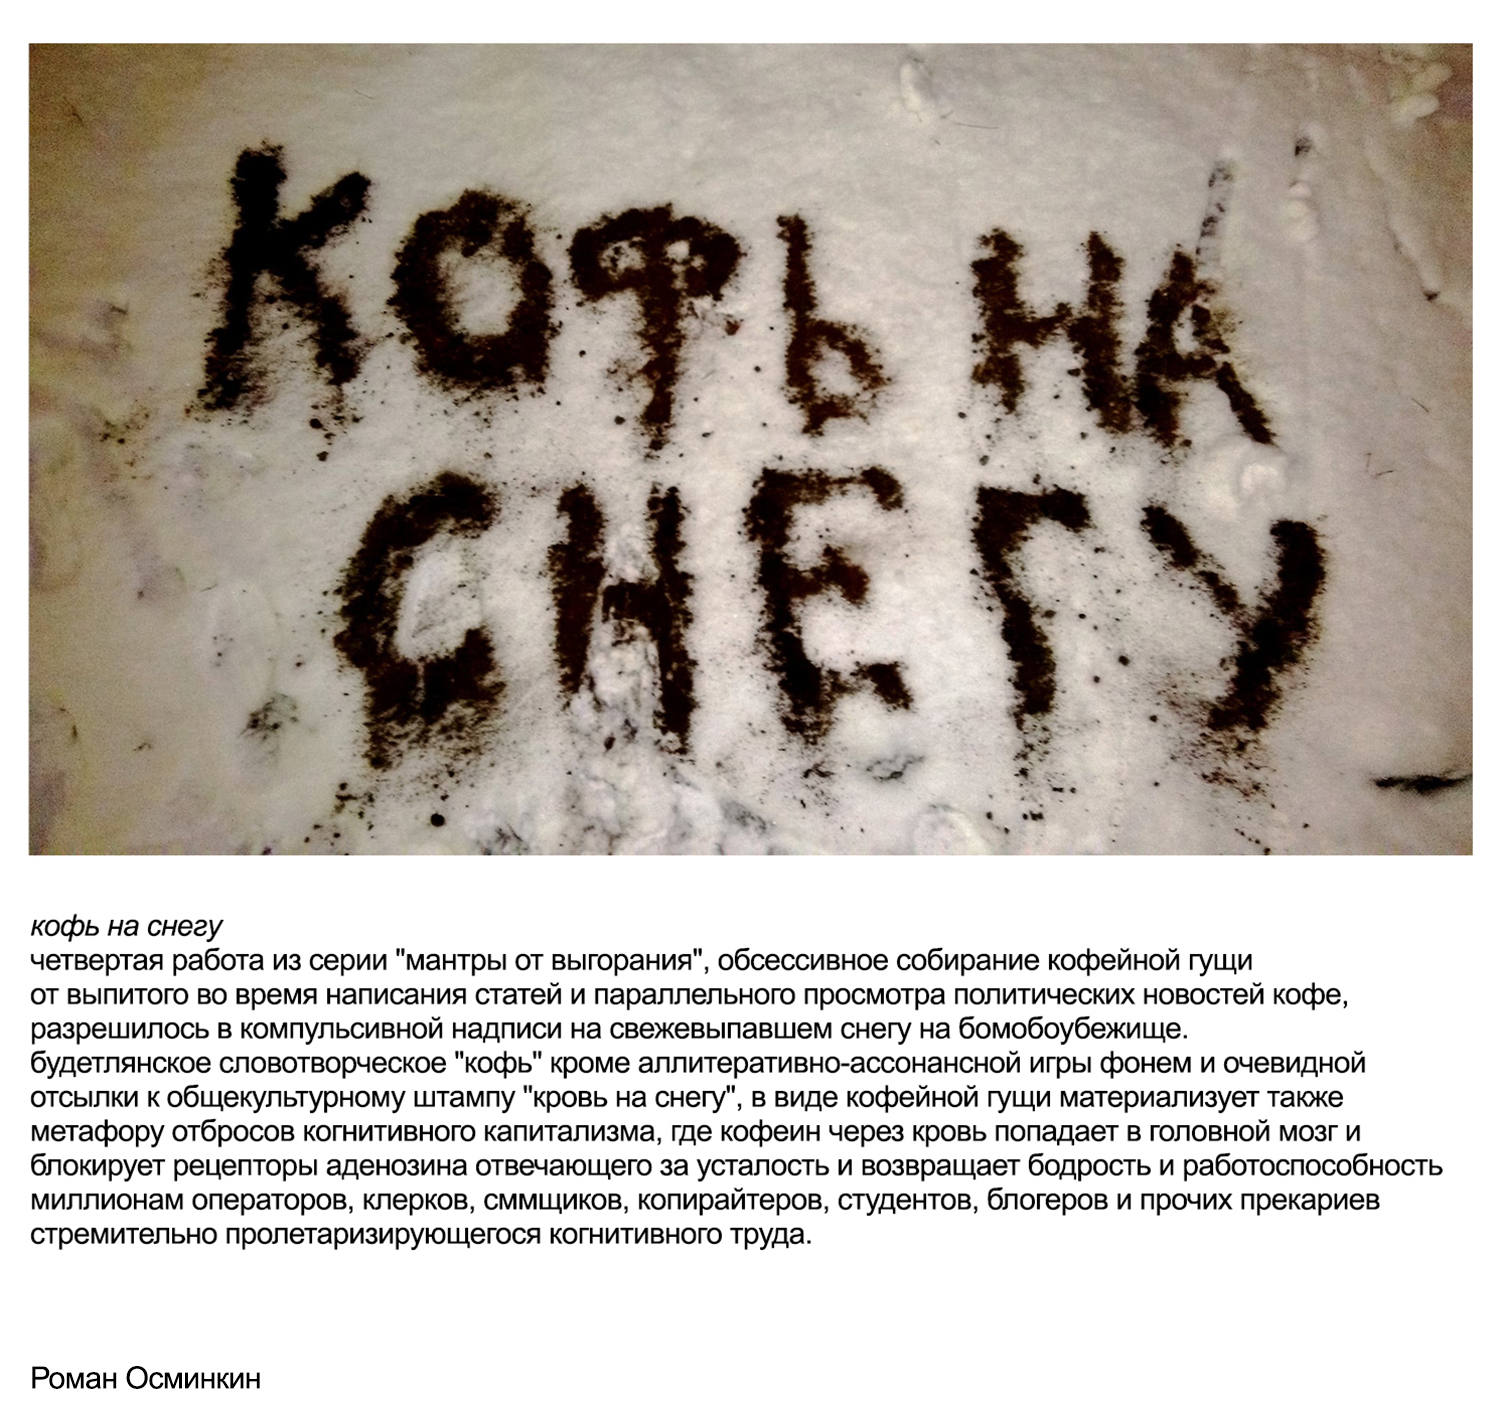 КОФЬ НА
СНЕГУ
кофь на снегу
четвертая работа из серии "мантры от выгорания", обсессивное собирание кофейной гущи
от выпитого во время написания статей и параллельного просмотра политических новостей кофе,
разрешилось в компульсивной надписи на свежевыпавшем снегу на бомобоубежище.
будетлянское словотворческое "кофь" кроме аллитеративно-ассонансной игры фонем и очевидной
отсылки к общекультурному штампу "кровь на снегу", в виде кофейной гущи материализует также
метафору отбросов когнитивного капитализма, где кофеин через кровь попадает в головной мозг и
блокирует рецепторы аденозина отвечающего за усталость и возвращает бодрость и работоспособность
миллионам операторов, клерков, сммщиков, копирайтеров, студентов, блогеров и прочих прекариев
стремительно пролетаризирующегося когнитивного труда.
Роман Осминкин